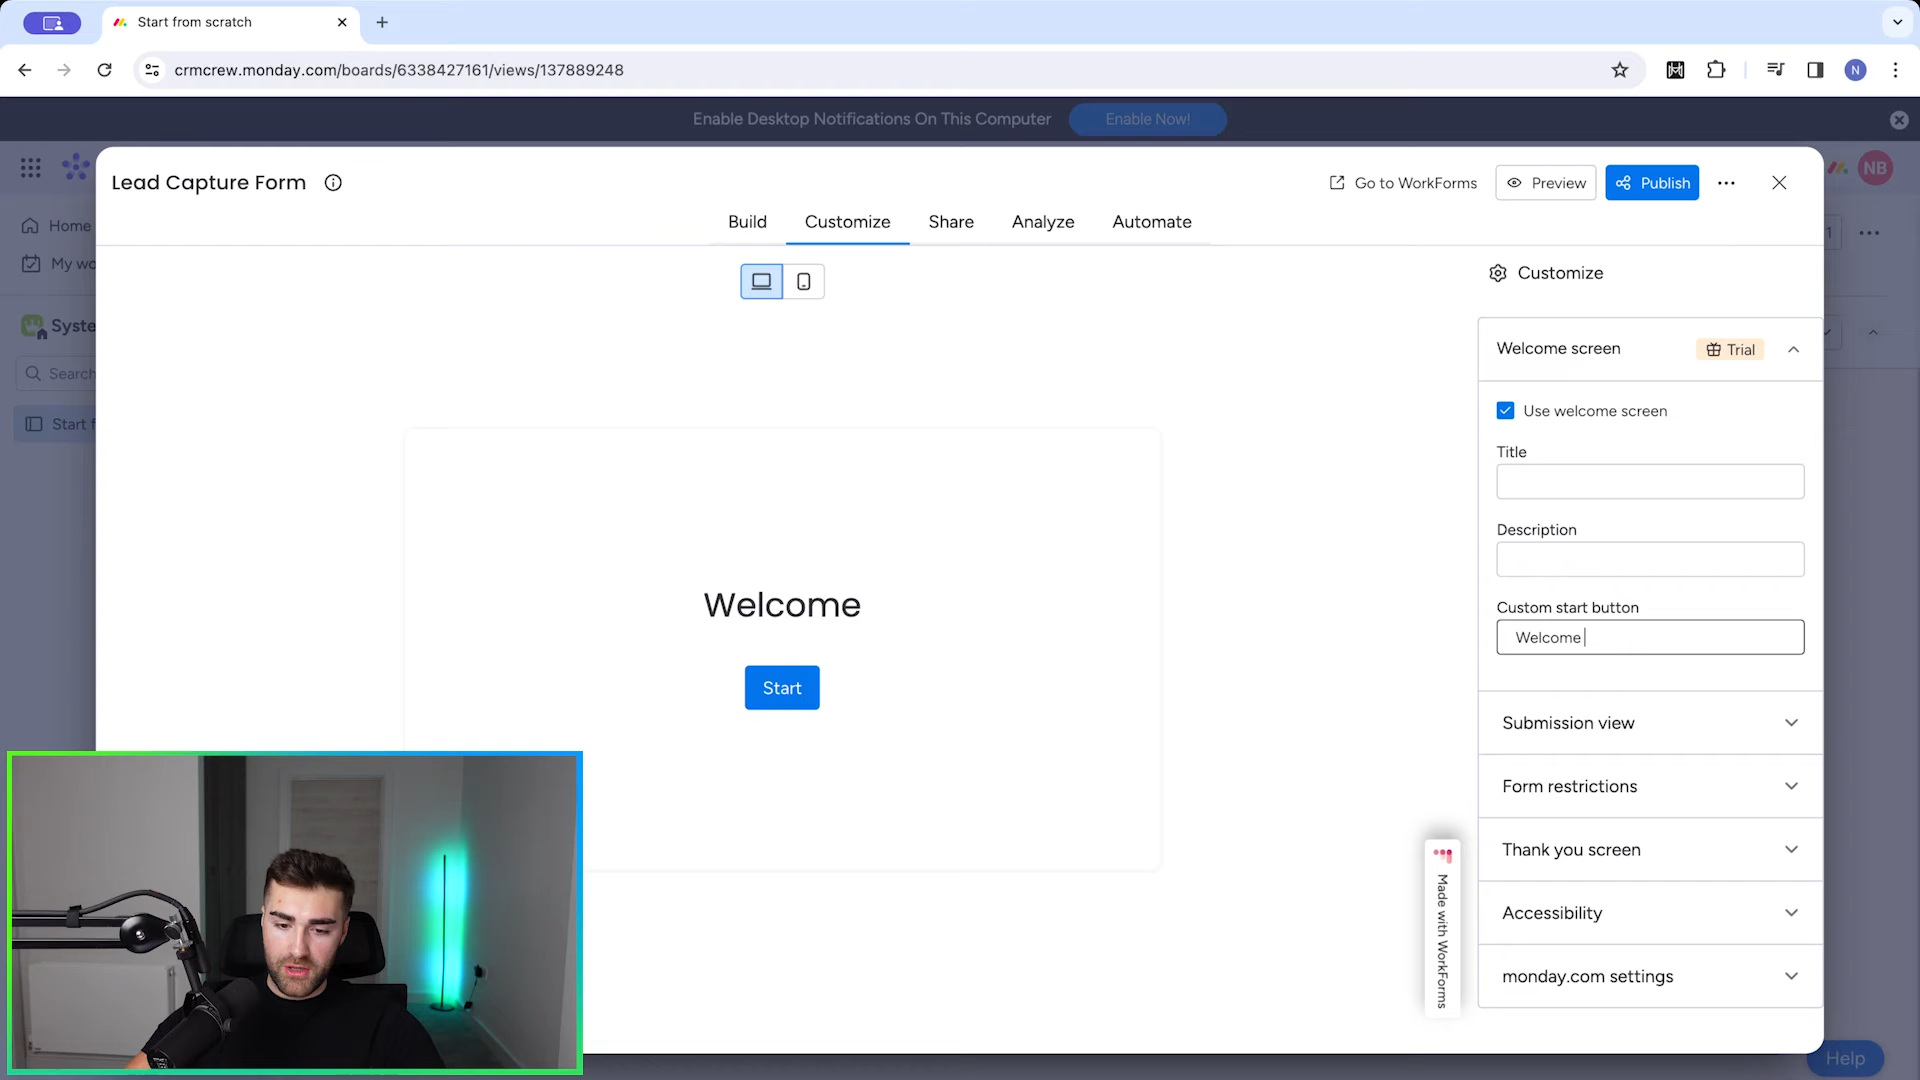 Start from scratch
crmcrew.monday.com/boards/6338427161/views/137889248
N
Enable Desktop Notifications On This Computer
Enable Now!
NB
Lead Capture Form
Go to WorkForms
Preview
Publish
Build
Customize
Share
Analyze
Automate
Home
My wo
Syste
Search
Start f
1
Customize
Welcome screen
Trial
Use welcome screen
Title
Description
Custom start button
Welcome
Welcome
Start
Submission view
Form restrictions
Thank you screen
Accessibility
monday.com settings
Made with WorkForms
Help